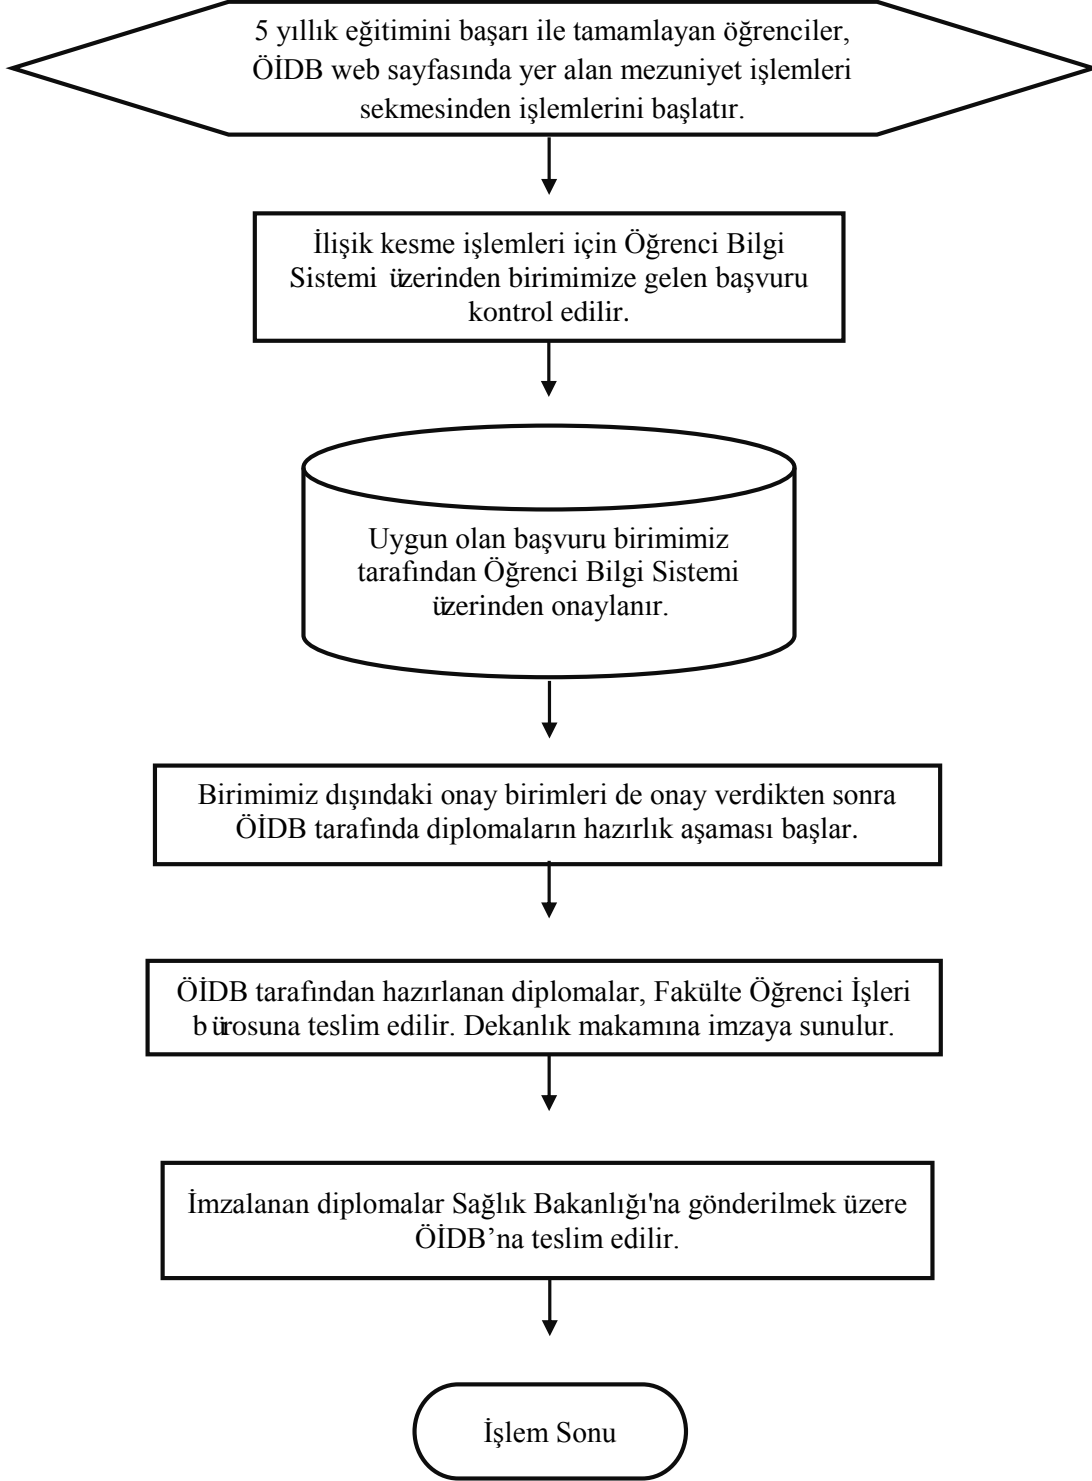 5 yıllık eğitimini başarı ile tamamlayan öğrenciler,
ÖİDB web sayfasında yer alan mezuniyet işlemleri
sekmesinden işlemlerini başlatır.
İlişik kesme işlemleri için Öğrenci Bilgi
Sistemi üzerinden birimimize gelen başvuru
kontrol edilir.
Uygun olan başvuru birimimiz
tarafından Öğrenci Bilgi Sistemi
üzerinden onaylanır.
Birimimiz dışındaki onay birimleri de onay verdikten sonra
ÖİDB tarafında diplomaların hazırlık aşaması başlar.
ÖİDB tarafından hazırlanan diplomalar, Fakülte Öğrenci İşleri
bürosuna teslim edilir. Dekanlık makamına imzaya sunulur.
İmzalanan diplomalar Sağlık Bakanlığı'na gönderilmek üzere
ÖİDB’na teslim edilir.
İşlem Sonu